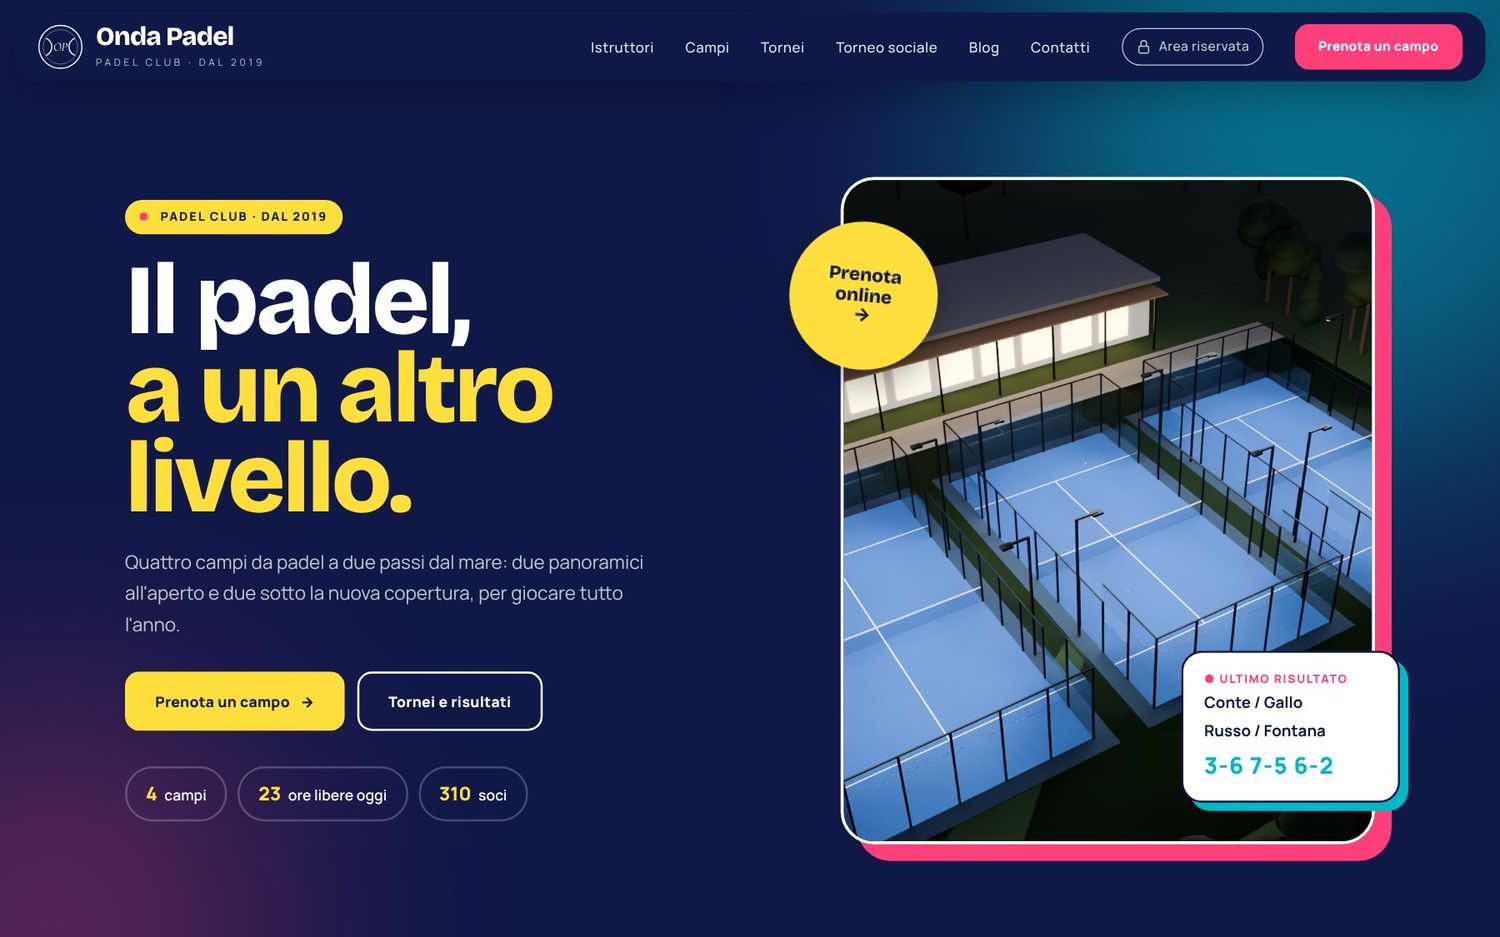 OP
Onda Padel
PADEL CLUB · DAL 2019
Istruttori
Campi
Tornei
Torneo sociale
Blog
Contatti
Area riservata
Prenota un campo
PADEL CLUB · DAL 2019
Il padel,
a un altro
livello.
Quattro campi da padel a due passi dal mare: due panoramici
all'aperto e due sotto la nuova copertura, per giocare tutto
l'anno.
Prenota un campo →
Tornei e risultati
4 campi
23 ore libere oggi
310 soci
Prenota
online
→
ULTIMO RISULTATO
Conte / Gallo
Russo / Fontana
3-6 7-5 6-2